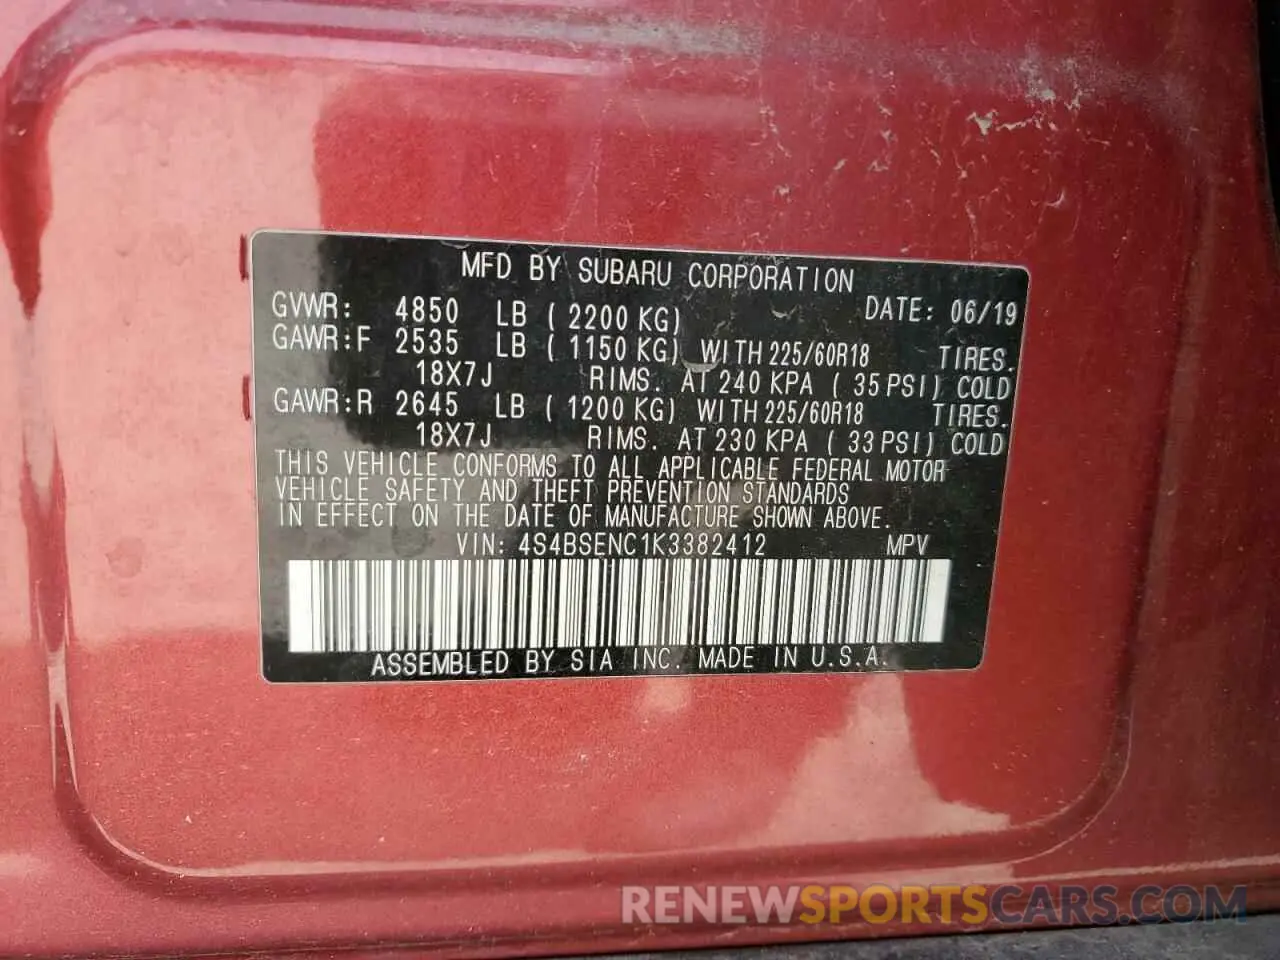 MFD BY SUBARU CORPORATION
GVWR: 4850 LB ( 2200 KG) DATE: 06/19
GAWR:F 2535 LB ( 1150 KG) WITH 225/60R18 TIRES.
18X7J RIMS. AT 240 KPA ( 35 PSI) COLD
GAWR:R 2645 LB ( 1200 KG) WITH 225/60R18 TIRES.
18X7J RIMS. AT 230 KPA ( 33 PSI) COLD
THIS VEHICLE CONFORMS TO ALL APPLICABLE FEDERAL MOTOR
VEHICLE SAFETY AND THEFT PREVENTION STANDARDS
IN EFFECT ON THE DATE OF MANUFACTURE SHOWN ABOVE.
VIN: 4S4BSENC1K3382412 MPV
ASSEMBLED BY SIA INC. MADE IN U.S.A.
RENEWSPORTSCARS.COM